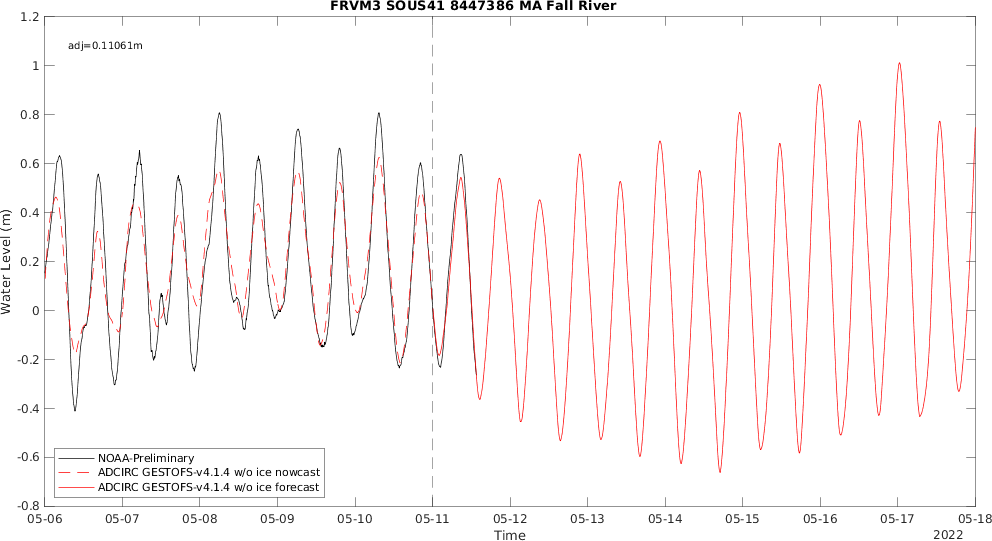 FRVM3 SOUS41 8447386 MA Fall River
adj=0.11061m
Water Level (m)
1.2
1
0.8
0.6
0.4
0.2
0
-0.2
-0.4
-0.6
-0.8
NOAA-Preliminary
ADCIRC GESTOFS-v4.1.4 w/o ice nowcast
ADCIRC GESTOFS-v4.1.4 w/o ice forecast
05-06 05-07 05-08 05-09 05-10 05-11 05-12 05-13 05-14 05-15 05-16 05-17 05-18
Time
2022